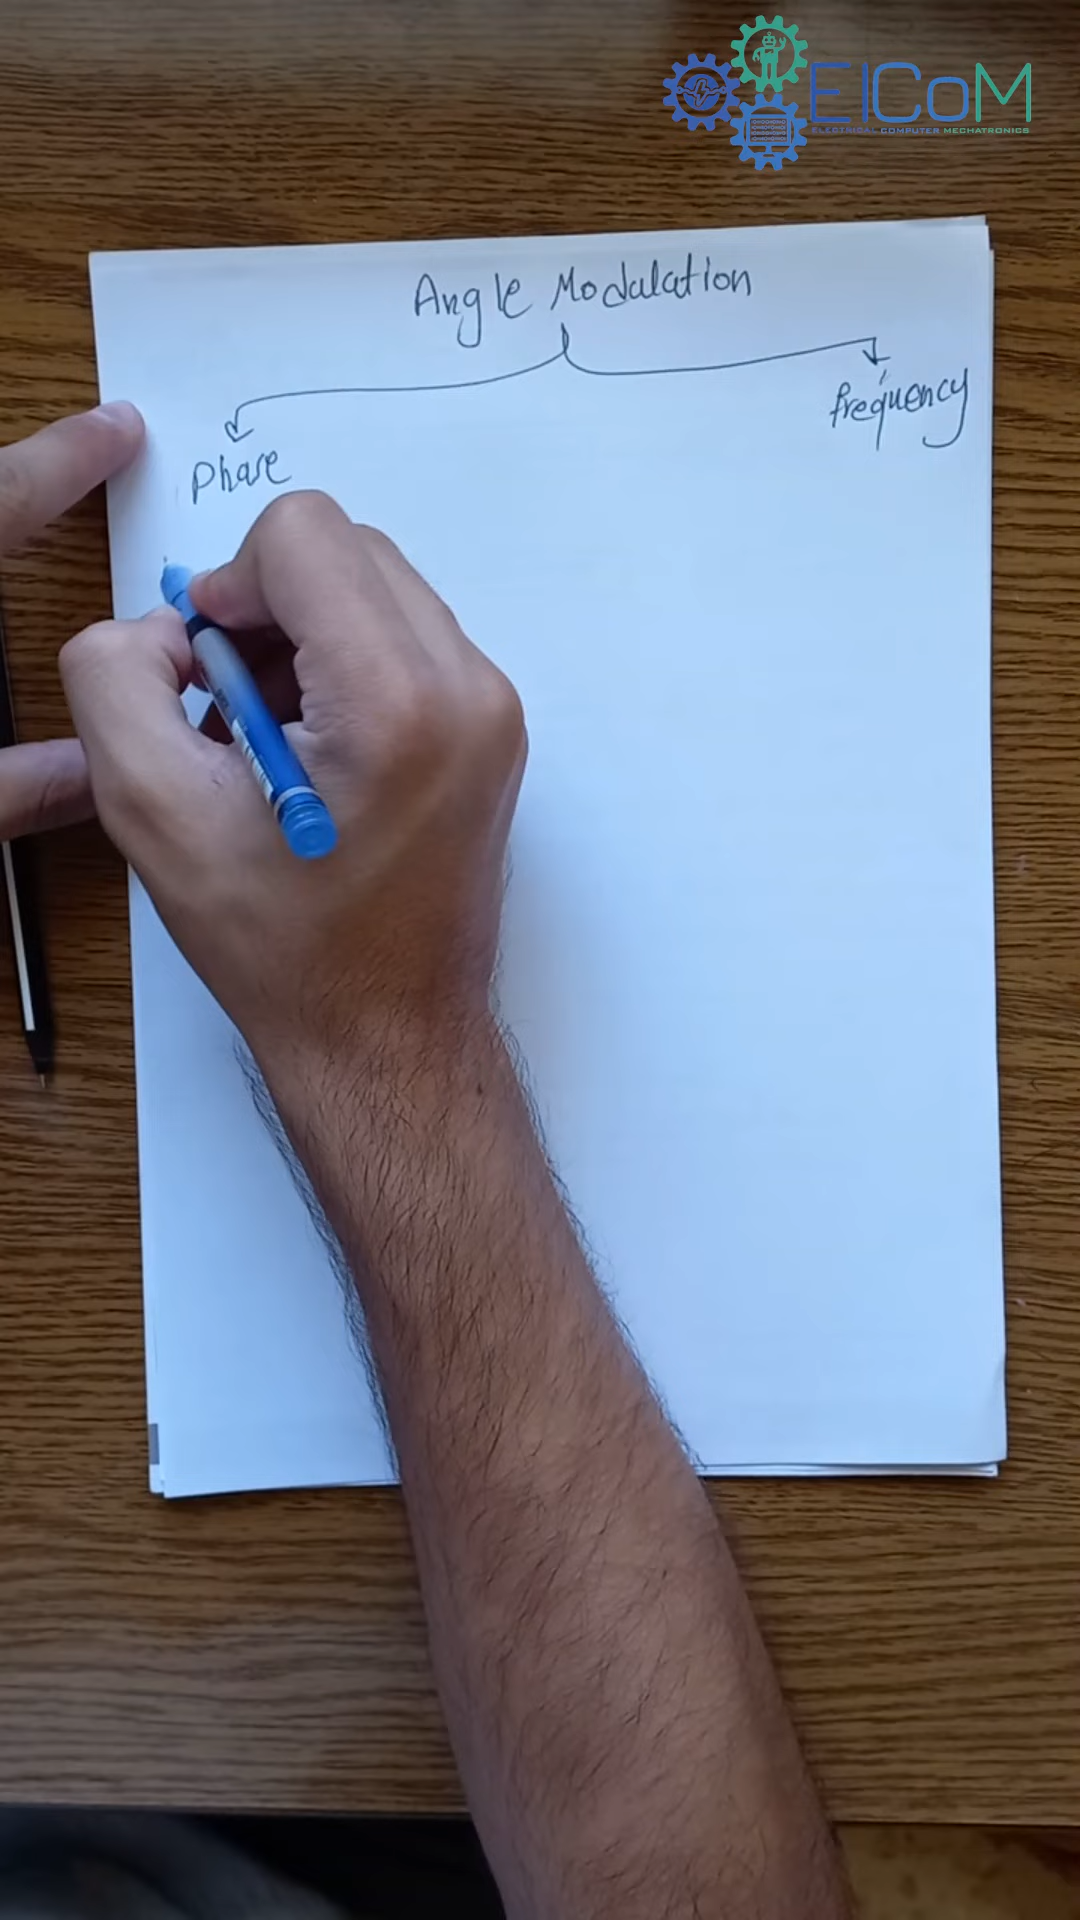 EICoM
ELECTRICAL COMPUTER MECHATRONICS
Angle Modulation
Phase
frequency